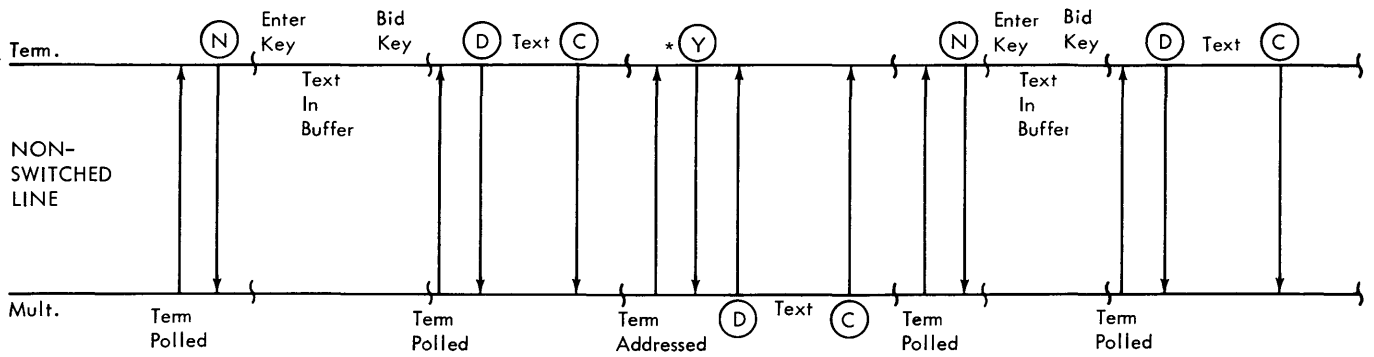 Term.
N
Enter
Key
Bid
Key
D
Text
C
* Y
N
Enter
Key
Bid
Key
D
Text
C
Text
In
Buffer
Text
In
Buffer
NON-
SWITCHED
LINE
Mult.
Term
Polled
Term
Polled
Term
Addressed
D
Text
C
Term
Polled
Term
Polled